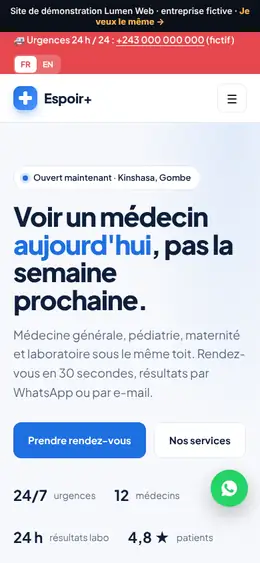 Site de démonstration Lumen Web · entreprise fictive · Je
veux le même →
🚑 Urgences 24 h / 24 : +243 000 000 000 (fictif)
FR EN
Espoir+
Ouvert maintenant · Kinshasa, Gombe
Voir un médecin
aujourd'hui, pas la
semaine
prochaine.
Médecine générale, pédiatrie, maternité
et laboratoire sous le même toit. Rendez-
vous en 30 secondes, résultats par
WhatsApp ou par e-mail.
Prendre rendez-vous Nos services
24/7 urgences 12 médecins
24 h résultats labo 4,8 ★ patients